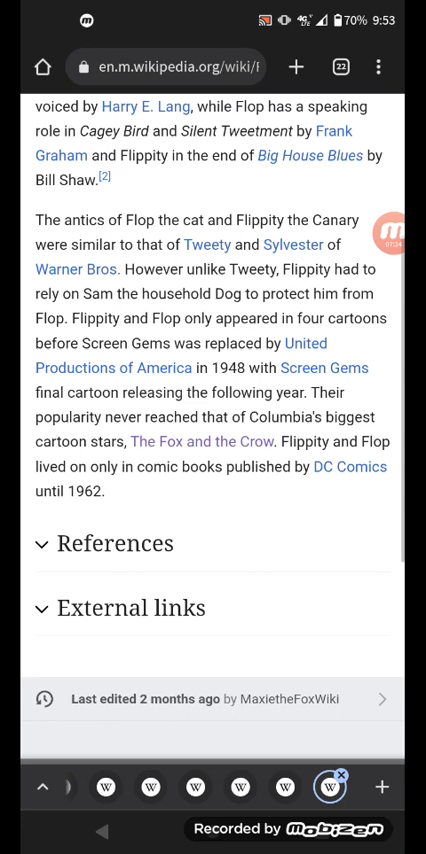 70% 9:53
en.m.wikipedia.org/wiki/F
22
voiced by Harry E. Lang, while Flop has a speaking
role in Cagey Bird and Silent Tweetment by Frank
Graham and Flippity in the end of Big House Blues by
Bill Shaw.[2]
The antics of Flop the cat and Flippity the Canary
were similar to that of Tweety and Sylvester of
07:34
Warner Bros. However unlike Tweety, Flippity had to
rely on Sam the household Dog to protect him from
Flop. Flippity and Flop only appeared in four cartoons
before Screen Gems was replaced by United
Productions of America in 1948 with Screen Gems
final cartoon releasing the following year. Their
popularity never reached that of Columbia's biggest
cartoon stars, The Fox and the Crow. Flippity and Flop
lived on only in comic books published by DC Comics
until 1962.
References
External links
Last edited 2 months ago by MaxietheFoxWiki
W W W W W W
Recorded by mobizen